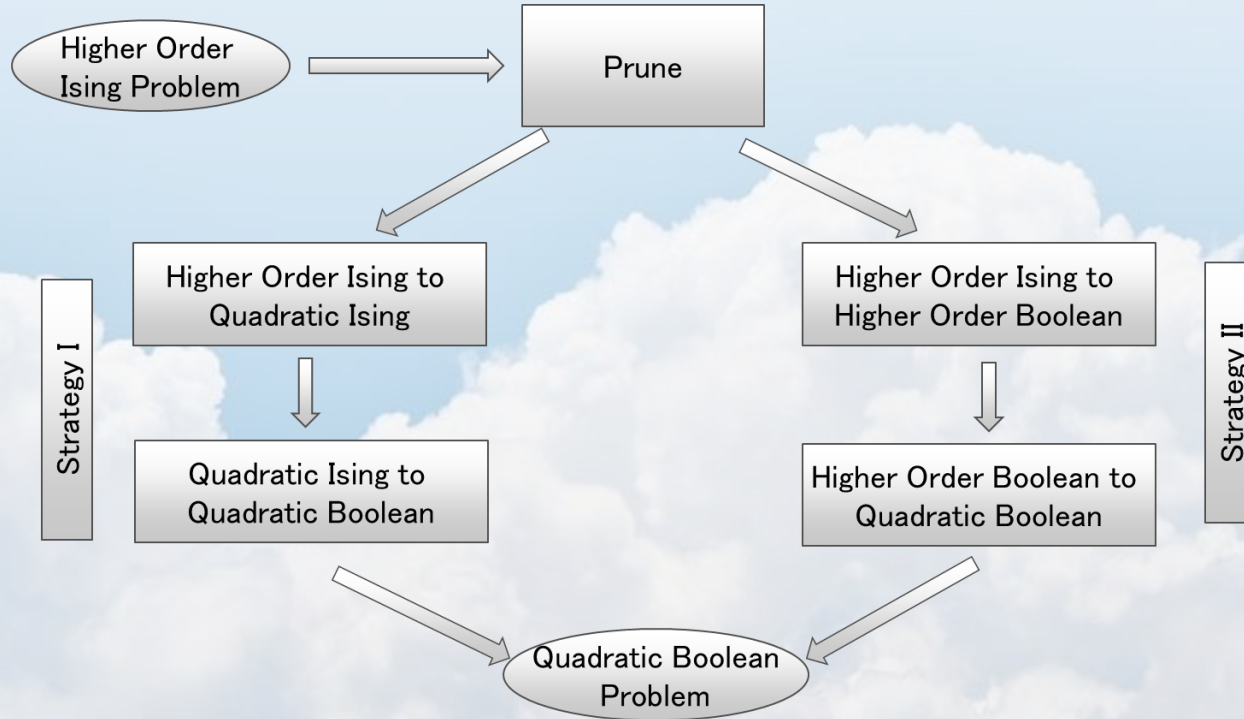 Higher Order
Ising Problem
Prune
Strategy I
Higher Order Ising to
Quadratic Ising
Quadratic Ising to
Quadratic Boolean
Higher Order Ising to
Higher Order Boolean
Higher Order Boolean to
Quadratic Boolean
Strategy II
Quadratic Boolean
Problem